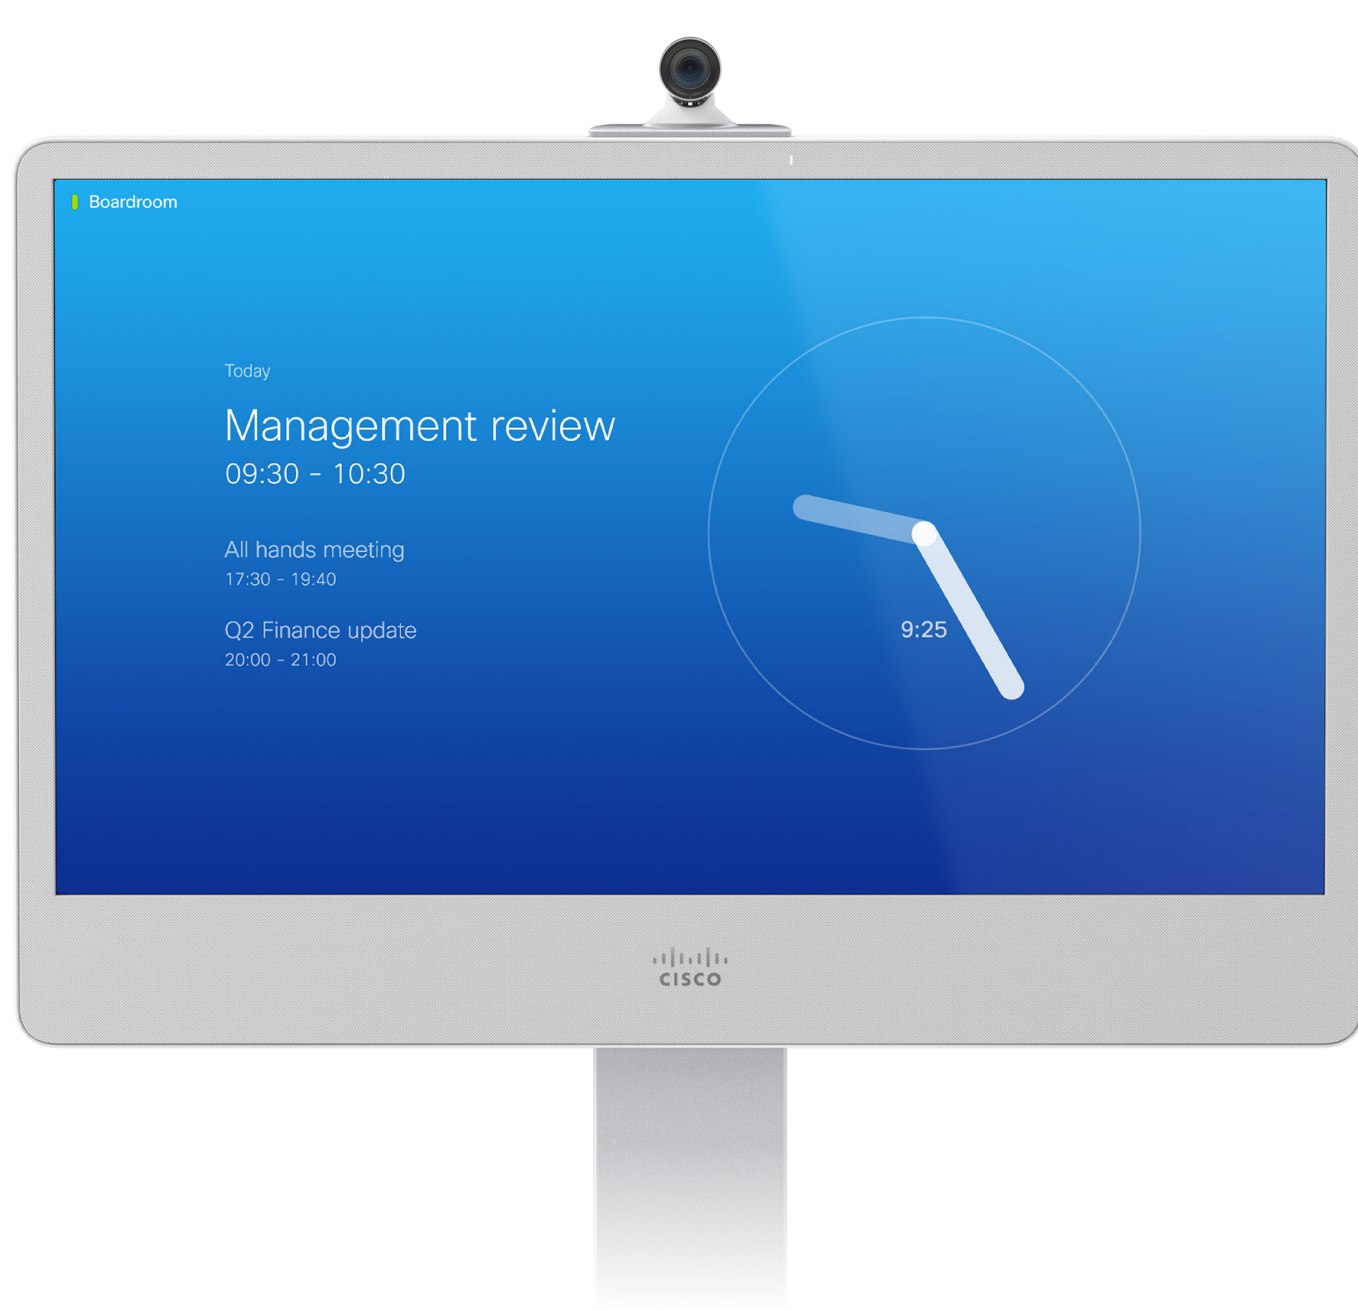 Boardroom
Today
Management review
09:30 - 10:30
All hands meeting
17:30 - 19:40
Q2 Finance update
20:00 - 21:00
9:25
CISCO